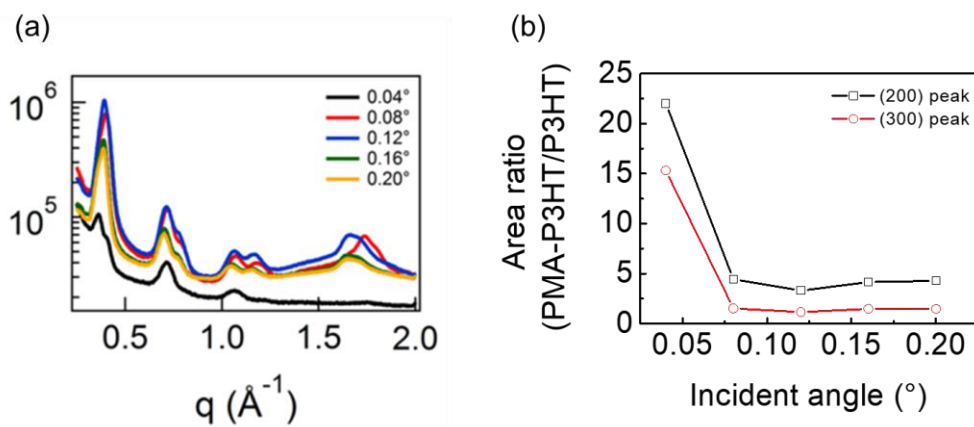 (a)
10⁶
10⁵
0.04°
0.08°
0.12°
0.16°
0.20°
0.5
1.0
1.5
2.0
q (Å⁻¹)
(b)
Area ratio
(PMA-P3HT/P3HT)
25
20
15
10
5
0
(200) peak
(300) peak
0.05
0.10
0.15
0.20
Incident angle (°)